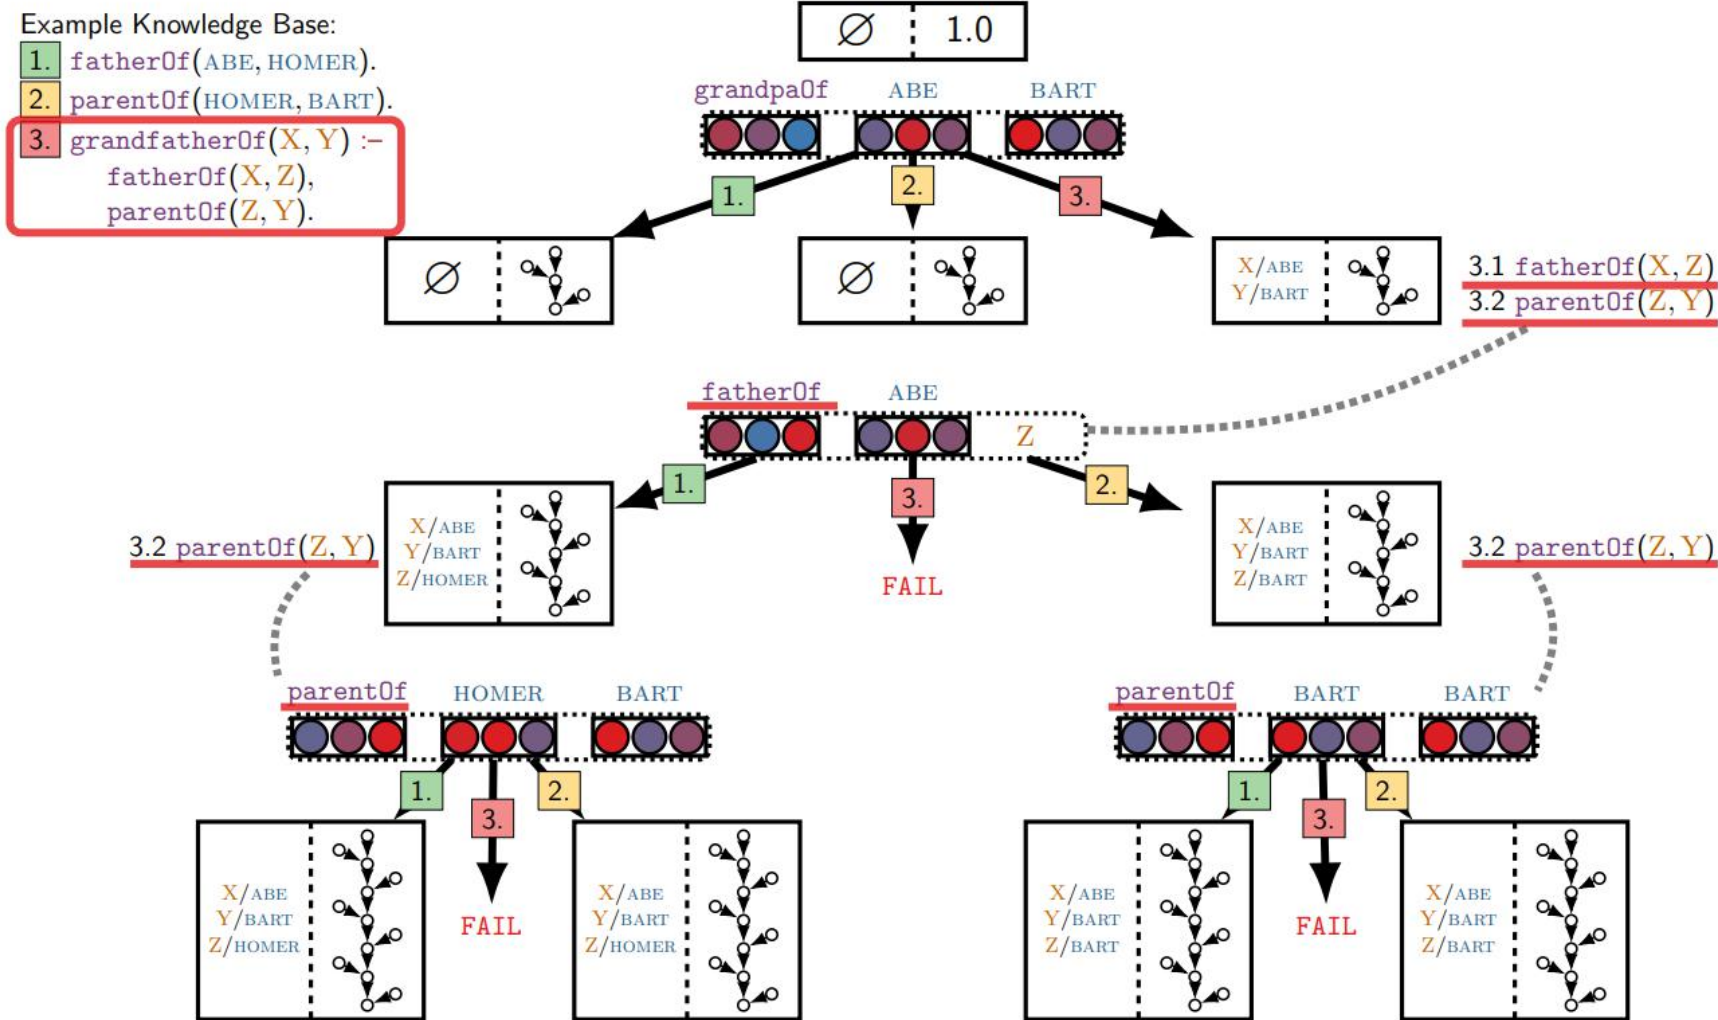 Example Knowledge Base:
1. fatherOf(ABE, HOMER).
2. parentOf(HOMER, BART).
3. grandfatherOf(X, Y) :–
fatherOf(X, Z),
parentOf(Z, Y).
∅ 1.0
grandpaOf ABE BART
1. 2. 3.
∅
∅
X/ABE
Y/BART
3.1 fatherOf(X, Z)
3.2 parentOf(Z, Y)
fatherOf ABE Z
1. 3. 2.
X/ABE
Y/BART
Z/HOMER
FAIL
X/ABE
Y/BART
Z/BART
3.2 parentOf(Z, Y)
3.2 parentOf(Z, Y)
parentOf HOMER BART
1. 3. 2.
X/ABE
Y/BART
Z/HOMER
FAIL
X/ABE
Y/BART
Z/HOMER
parentOf BART BART
1. 3. 2.
X/ABE
Y/BART
Z/BART
FAIL
X/ABE
Y/BART
Z/BART